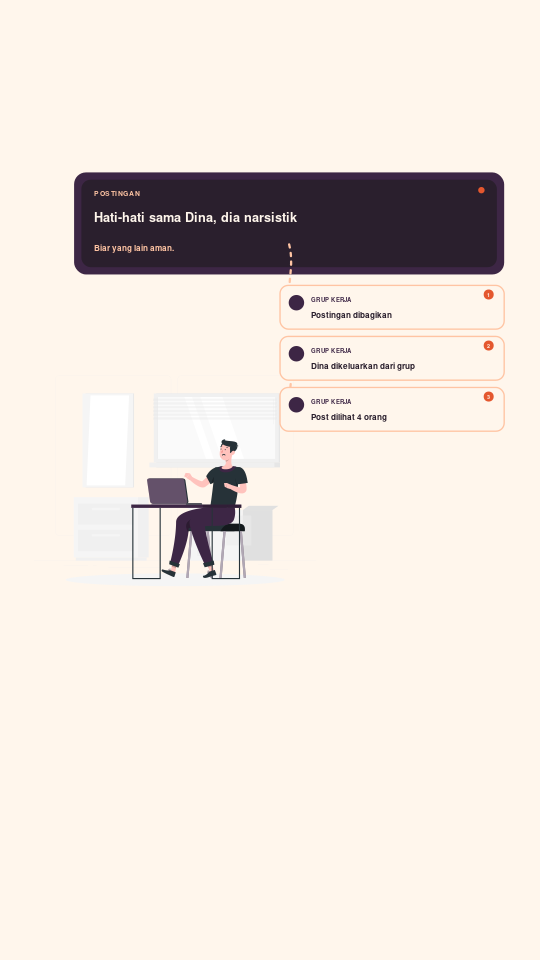 POSTINGAN
Hati-hati sama Dina, dia narsistik
Biar yang lain aman.
GRUP KERJA
1
Postingan dibagikan
GRUP KERJA
2
Dina dikeluarkan dari grup
GRUP KERJA
3
Post dilihat 4 orang